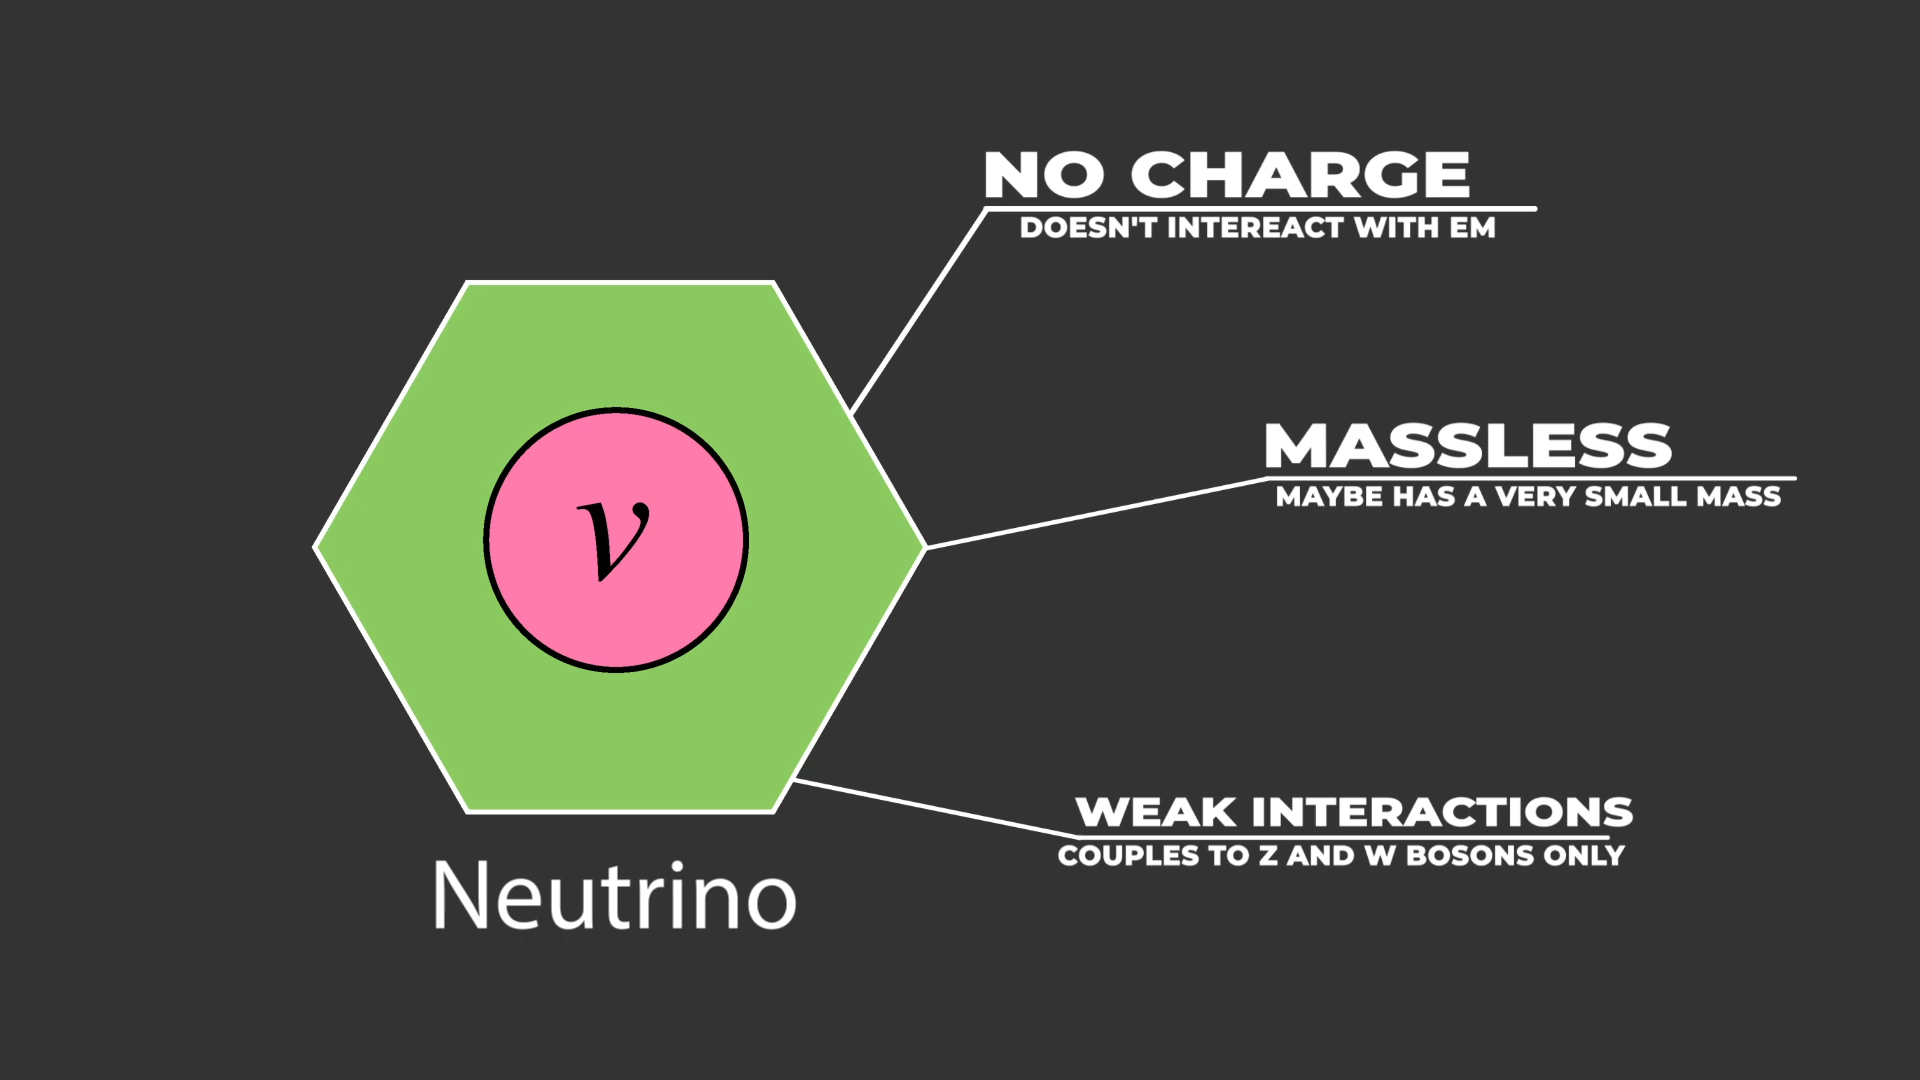 NO CHARGE
DOESN'T INTEREACT WITH EM
MASSLESS
MAYBE HAS A VERY SMALL MASS
ν
WEAK INTERACTIONS
COUPLES TO Z AND W BOSONS ONLY
Neutrino